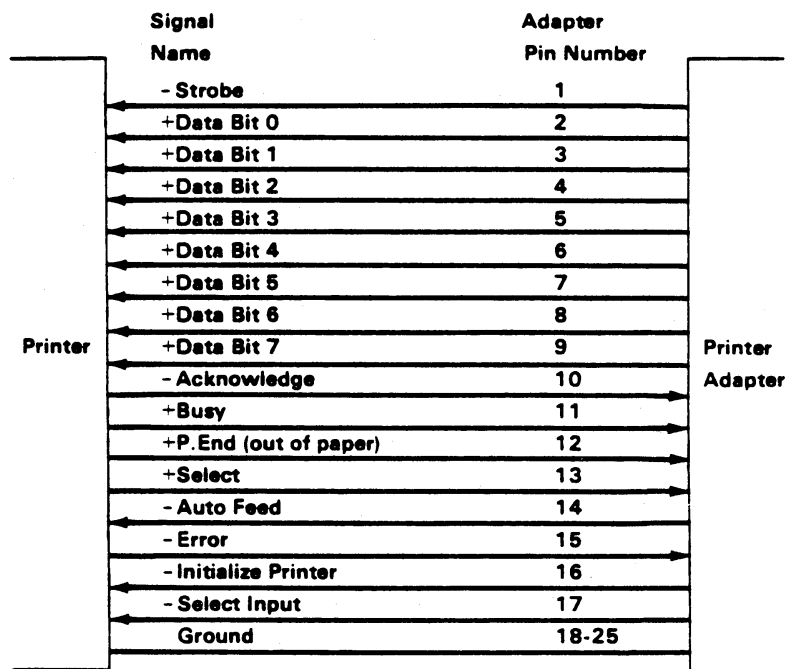 Signal Adapter
Name Pin Number
- Strobe 1
+Data Bit 0 2
+Data Bit 1 3
+Data Bit 2 4
+Data Bit 3 5
+Data Bit 4 6
+Data Bit 5 7
+Data Bit 6 8
Printer +Data Bit 7 9 Printer
- Acknowledge 10 Adapter
+Busy 11
+P.End (out of paper) 12
+Select 13
- Auto Feed 14
- Error 15
- Initialize Printer 16
- Select Input 17
Ground 18-25